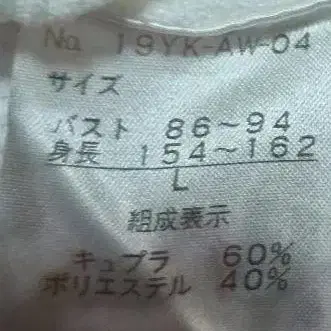 No. 19YK-AW-04
サイズ
バスト 86~94
身長 154~162
L
組成表示
キュプラ 60%
ポリエステル 40%